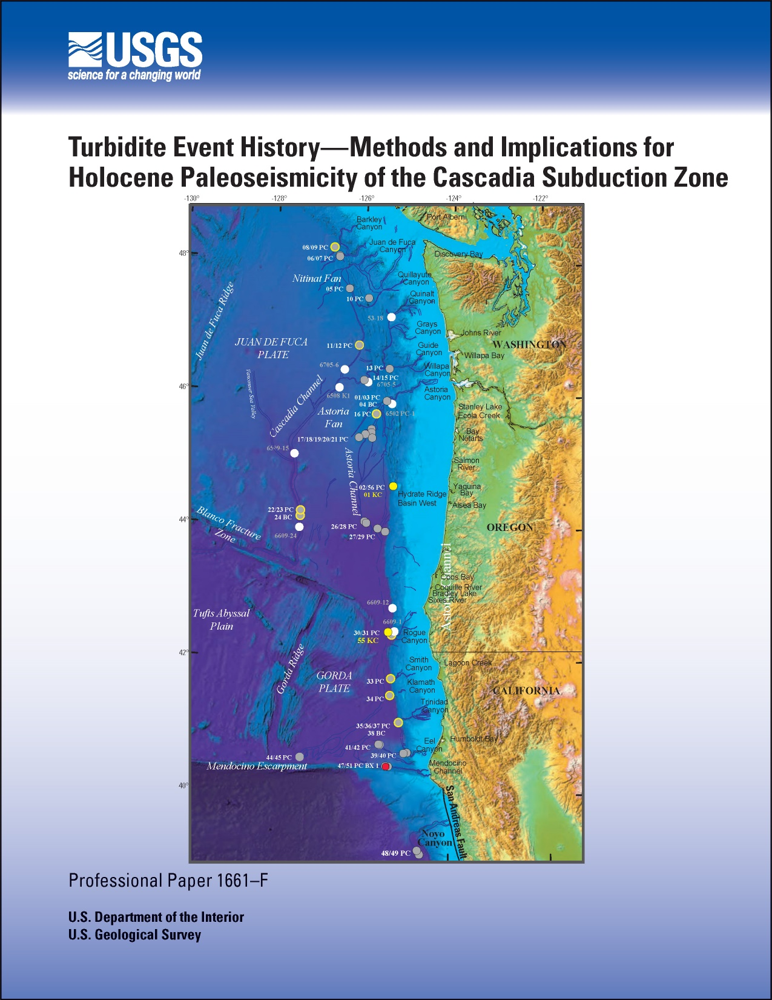 USGS
science for a changing world
Turbidite Event History—Methods and Implications for
Holocene Paleoseismicity of the Cascadia Subduction Zone
-130°
-128°
-126°
-124°
-122°
Barkley
Canyon
Port Alberni
48°
08/09 PC
Juan de Fuca
Canyon
06/07 PC
Discovery Bay
Nitinat Fan
Quillayute
Canyon
05 PC
10 PC
Quinalt
Canyon
Juan de Fuca Ridge
53-18
Grays
Canyon
Johns River
JUAN DE FUCA
PLATE
11/12 PC
Guide
Canyon
WASHINGTON
Willapa Bay
6705-6
13 PC
Willapa
Canyon
14/15 PC
6705-5
46°
Vancouver Sea Valley
Cascadia Channel
6508 K1
01/03 PC
04 BC
Astoria
Canyon
Astoria
Fan
16 PC
6502 PC-1
Stanley Lake
Ecola Creek
17/18/19/20/21 PC
Bay
Netarts
6509-15
Astoria Channel
Salmon
River
02/56 PC
01 KC
Hydrate Ridge
Basin West
Yaquina
Bay
Alsea Bay
22/23 PC
24 BC
44°
Blanco Fracture
Zone
6609-24
26/28 PC
27/29 PC
OREGON
Astoria Channel
Coos Bay
Coquille River
Bradley Lake
Sixes River
6609-12
Tufts Abyssal
Plain
6609-1
30/31 PC
55 KC
Rogue
Canyon
42°
Gorda Ridge
Smith
Canyon
Lagoon Creek
GORDA
PLATE
33 PC
Klamath
Canyon
CALIFORNIA
34 PC
Trinidad
Canyon
35/36/37 PC
38 BC
Humboldt Bay
41/42 PC
Eel
Canyon
39/40 PC
44/45 PC
Mendocino Escarpment
47/51 PC BX 1
Mendocino
Channel
40°
San Andreas Fault
Noyo
Canyon
48/49 PC
Professional Paper 1661–F
U.S. Department of the Interior
U.S. Geological Survey